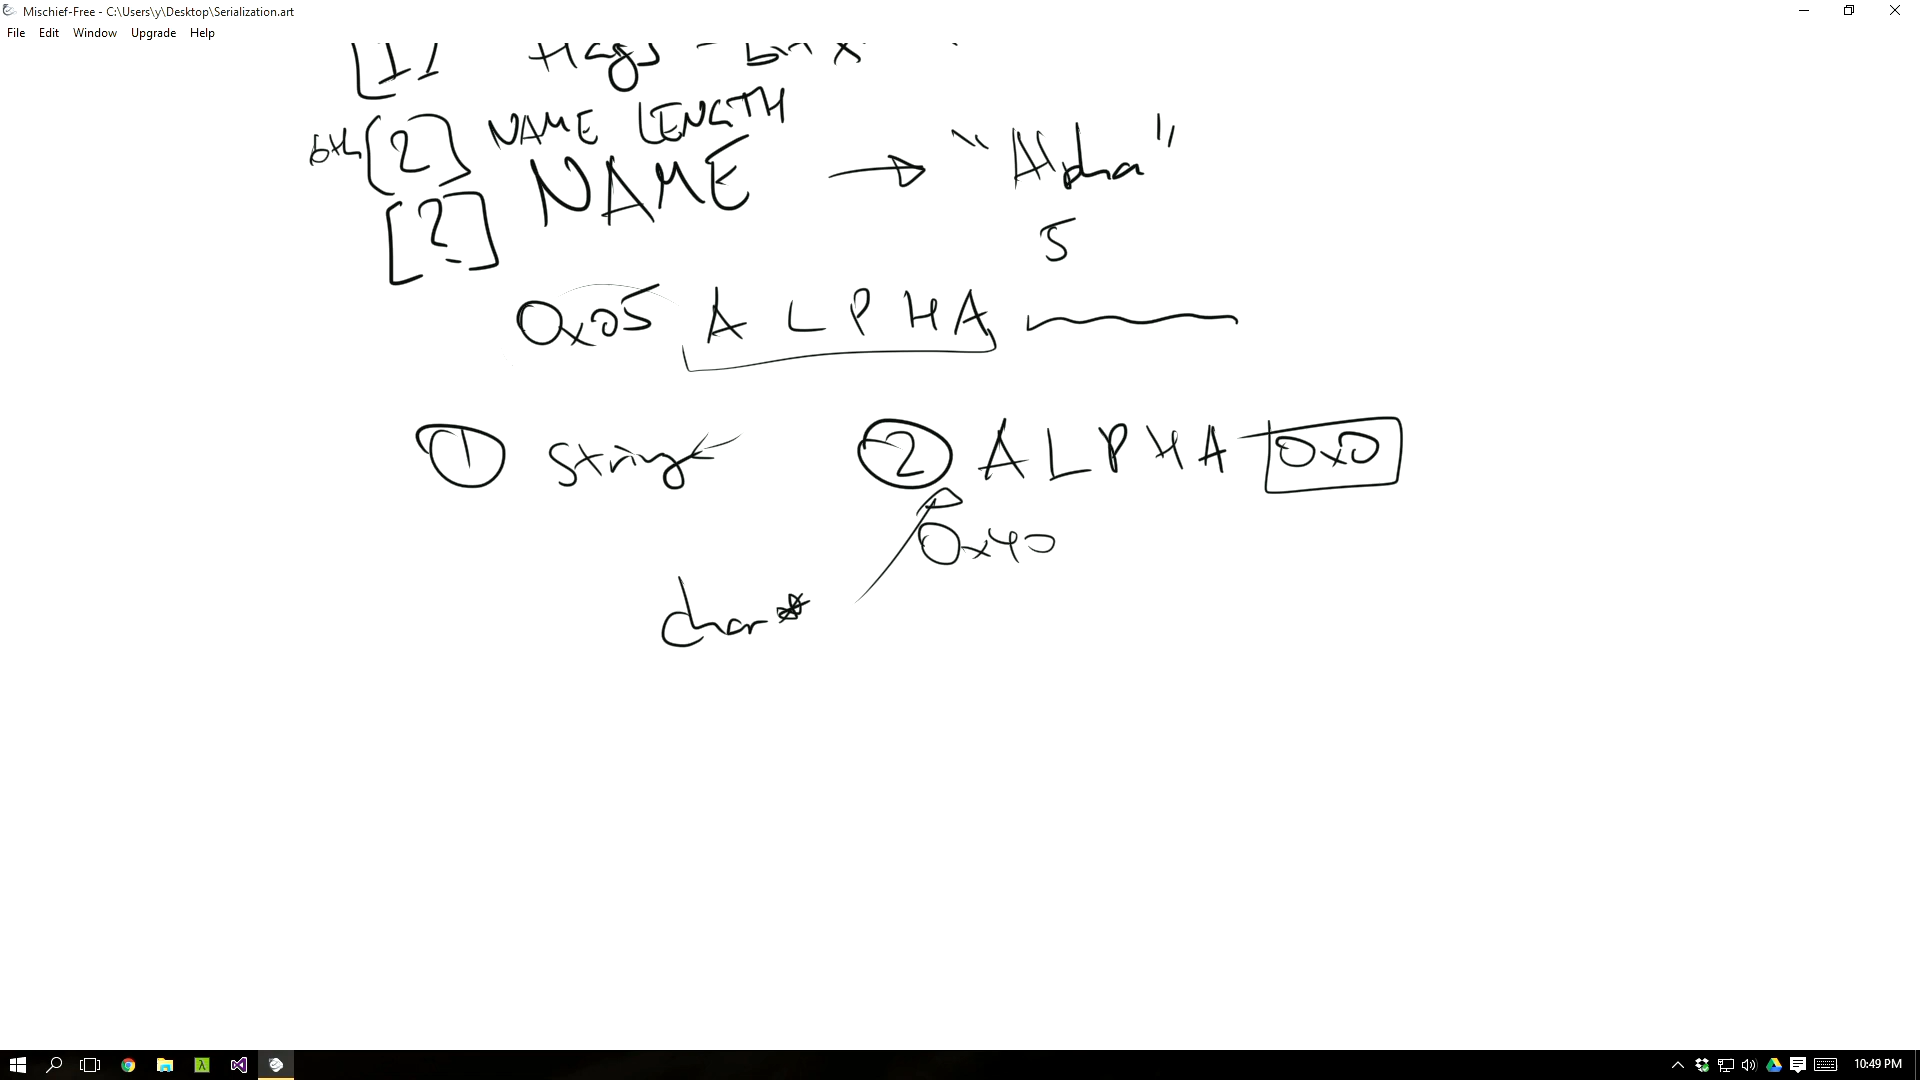 Mischief-Free - C:\Users\y\Desktop\Serialization.art
File Edit Window Upgrade Help
[1] flags
[2] NAME LENGTH
[?] NAME → "Alpha"
5
0x05 A L P H A
① string ② A L P H A 0x0
0x40
char*
10:49 PM